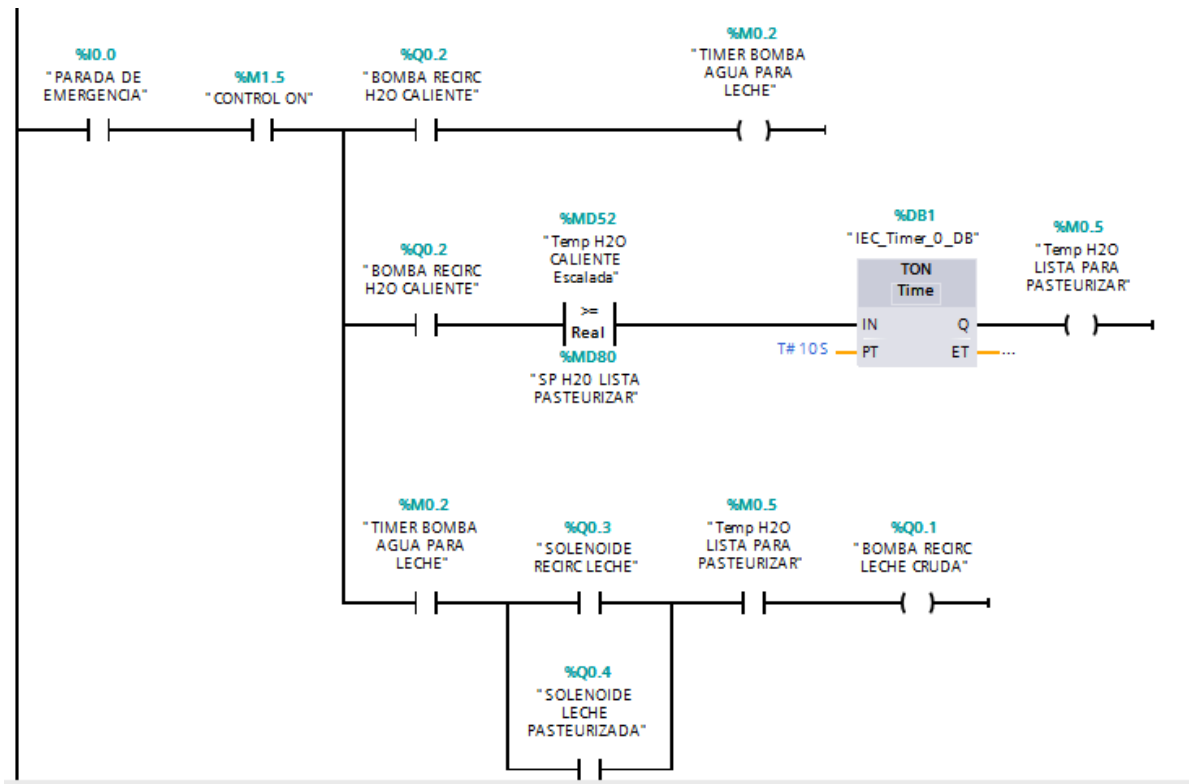 %I0.0
"PARADA DE
EMERGENCIA"
%M1.5
"CONTROL ON"
%Q0.2
"BOMBA RECIRC
H2O CALIENTE"
%M0.2
"TIMER BOMBA
AGUA PARA
LECHE"
%Q0.2
"BOMBA RECIRC
H2O CALIENTE"
%MD52
"Temp H2O
CALIENTE
Escalada"
>=
Real
%MD80
"SP H20 LISTA
PASTEURIZAR"
%DB1
"IEC_Timer_0_DB"
TON
Time
IN Q
T#10S PT ET ...
%M0.5
"Temp H2O
LISTA PARA
PASTEURIZAR"
%M0.2
"TIMER BOMBA
AGUA PARA
LECHE"
%Q0.3
"SOLENOIDE
RECIRC LECHE"
%M0.5
"Temp H2O
LISTA PARA
PASTEURIZAR"
%Q0.1
"BOMBA RECIRC
LECHE CRUDA"
%Q0.4
"SOLENOIDE
LECHE
PASTEURIZADA"